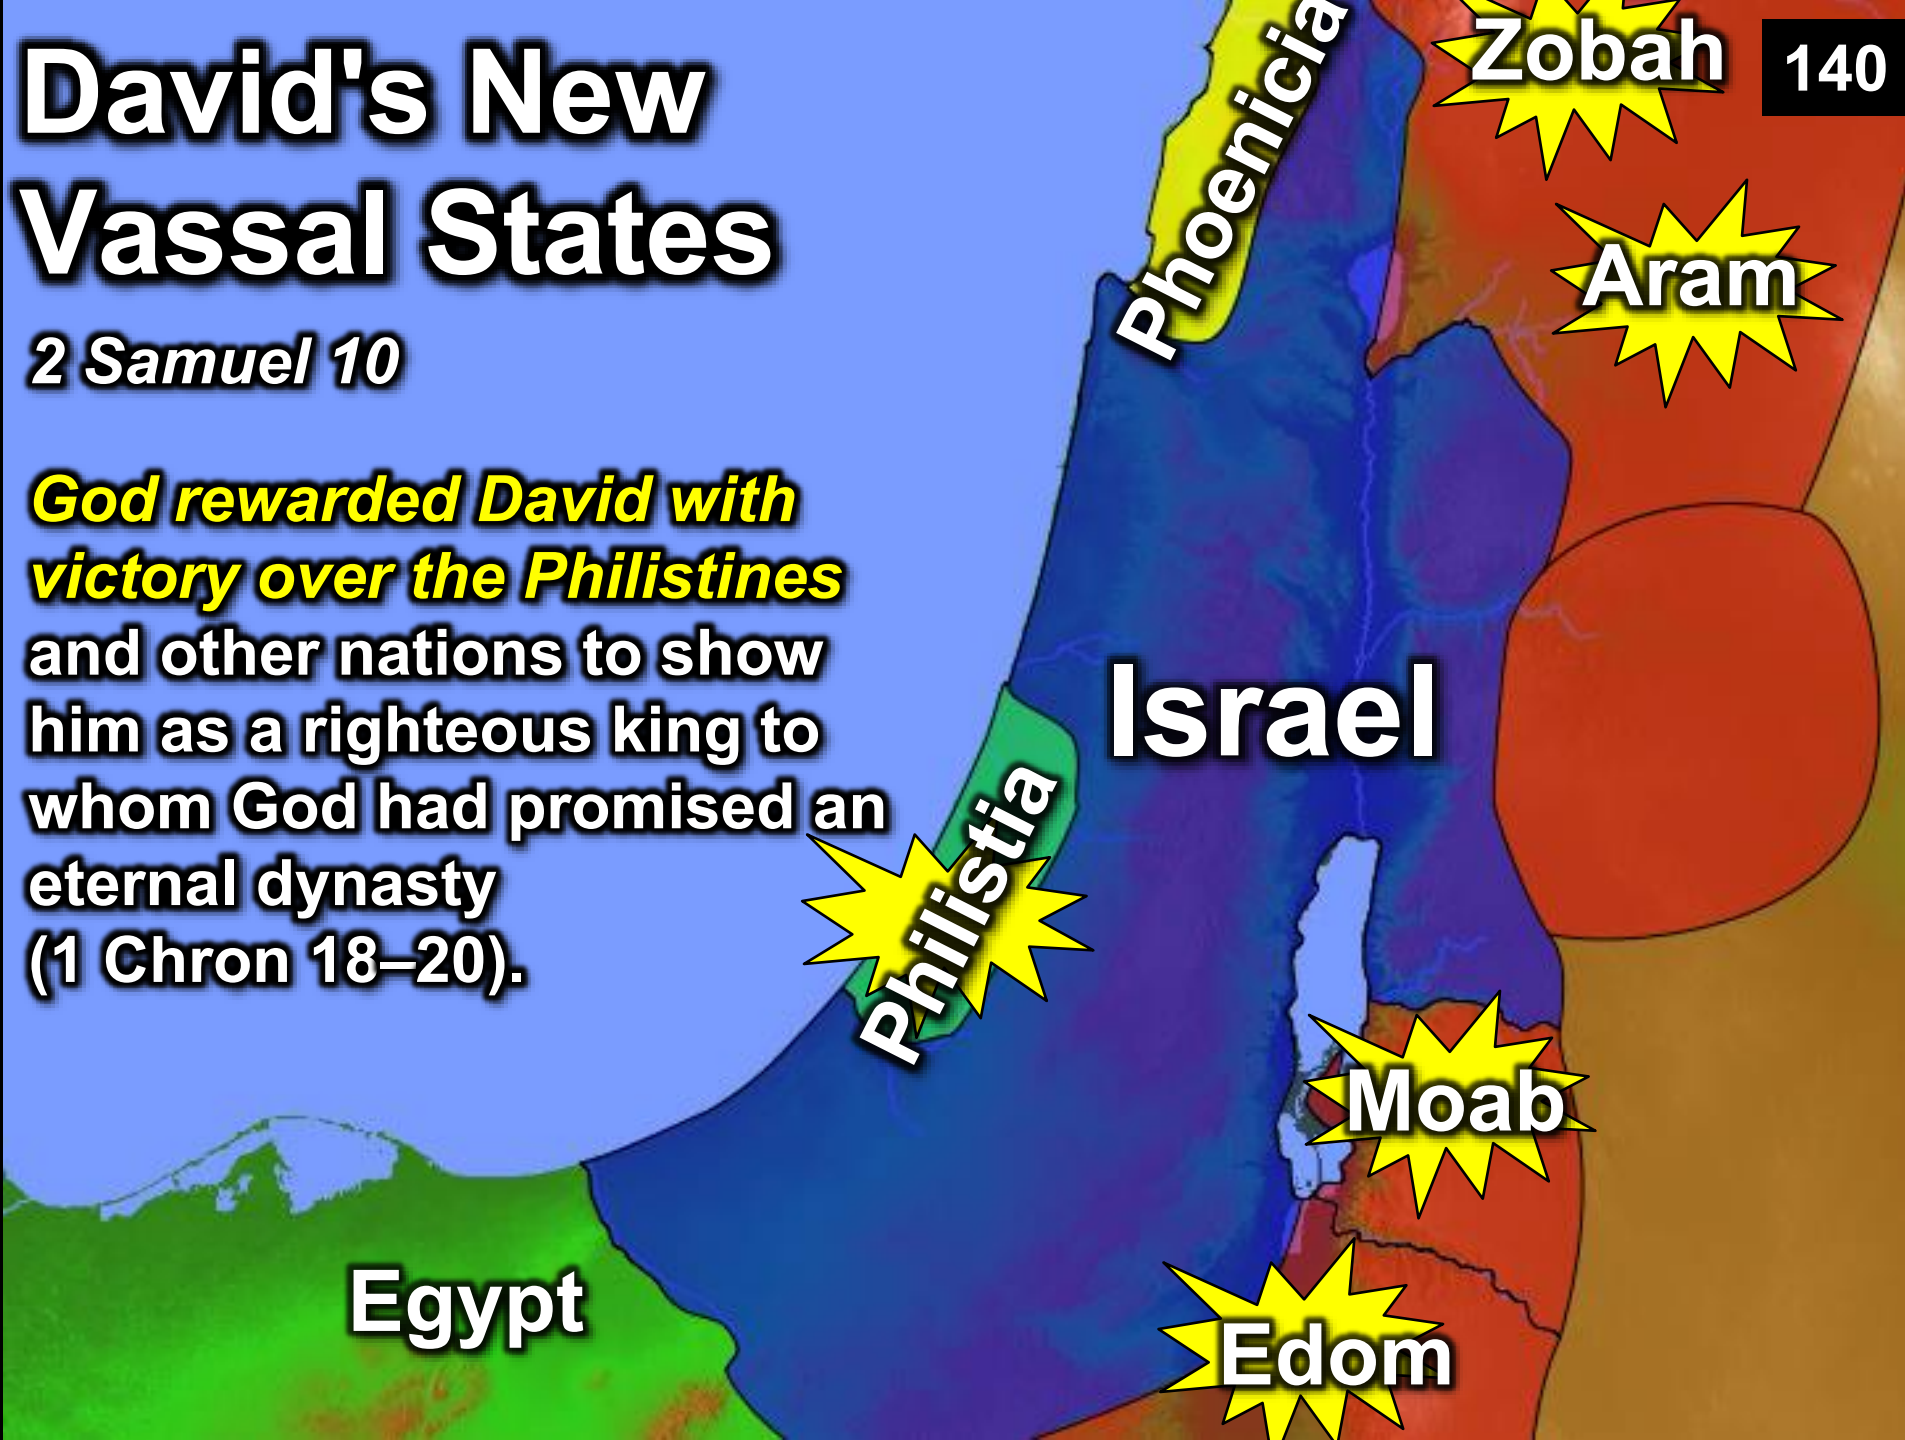 David's New
Vassal States
2 Samuel 10
God rewarded David with
victory over the Philistines
and other nations to show
him as a righteous king to
whom God had promised an
eternal dynasty
(1 Chron 18–20).
140
Zobah
Phoenicia
Aram
Israel
Philistia
Moab
Egypt
Edom